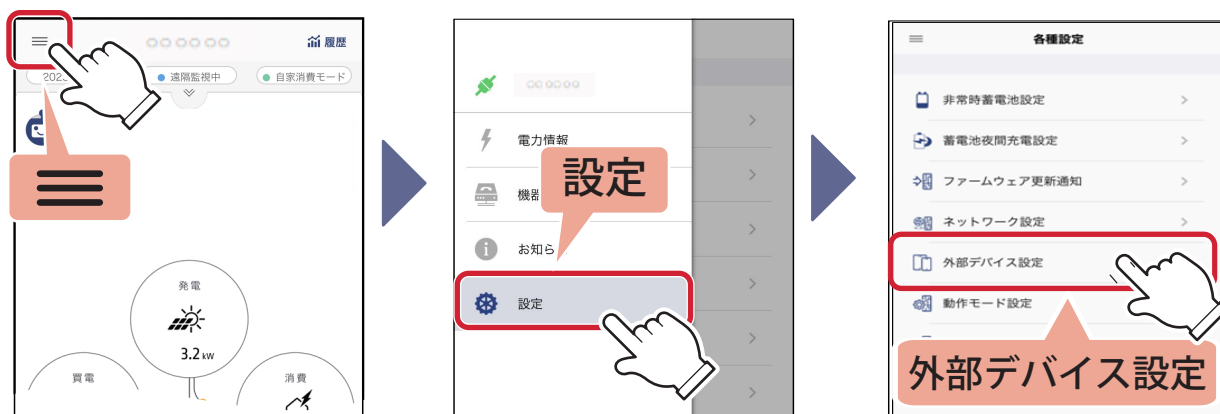 履歴
遠隔監視中
自家消費モード
発電
3.2 kW
買電
消費
電力情報
お知ら
設定
設定
各種設定
非常時蓄電池設定
蓄電池夜間充電設定
ファームウェア更新通知
ネットワーク設定
外部デバイス設定
動作モード設定
外部デバイス設定